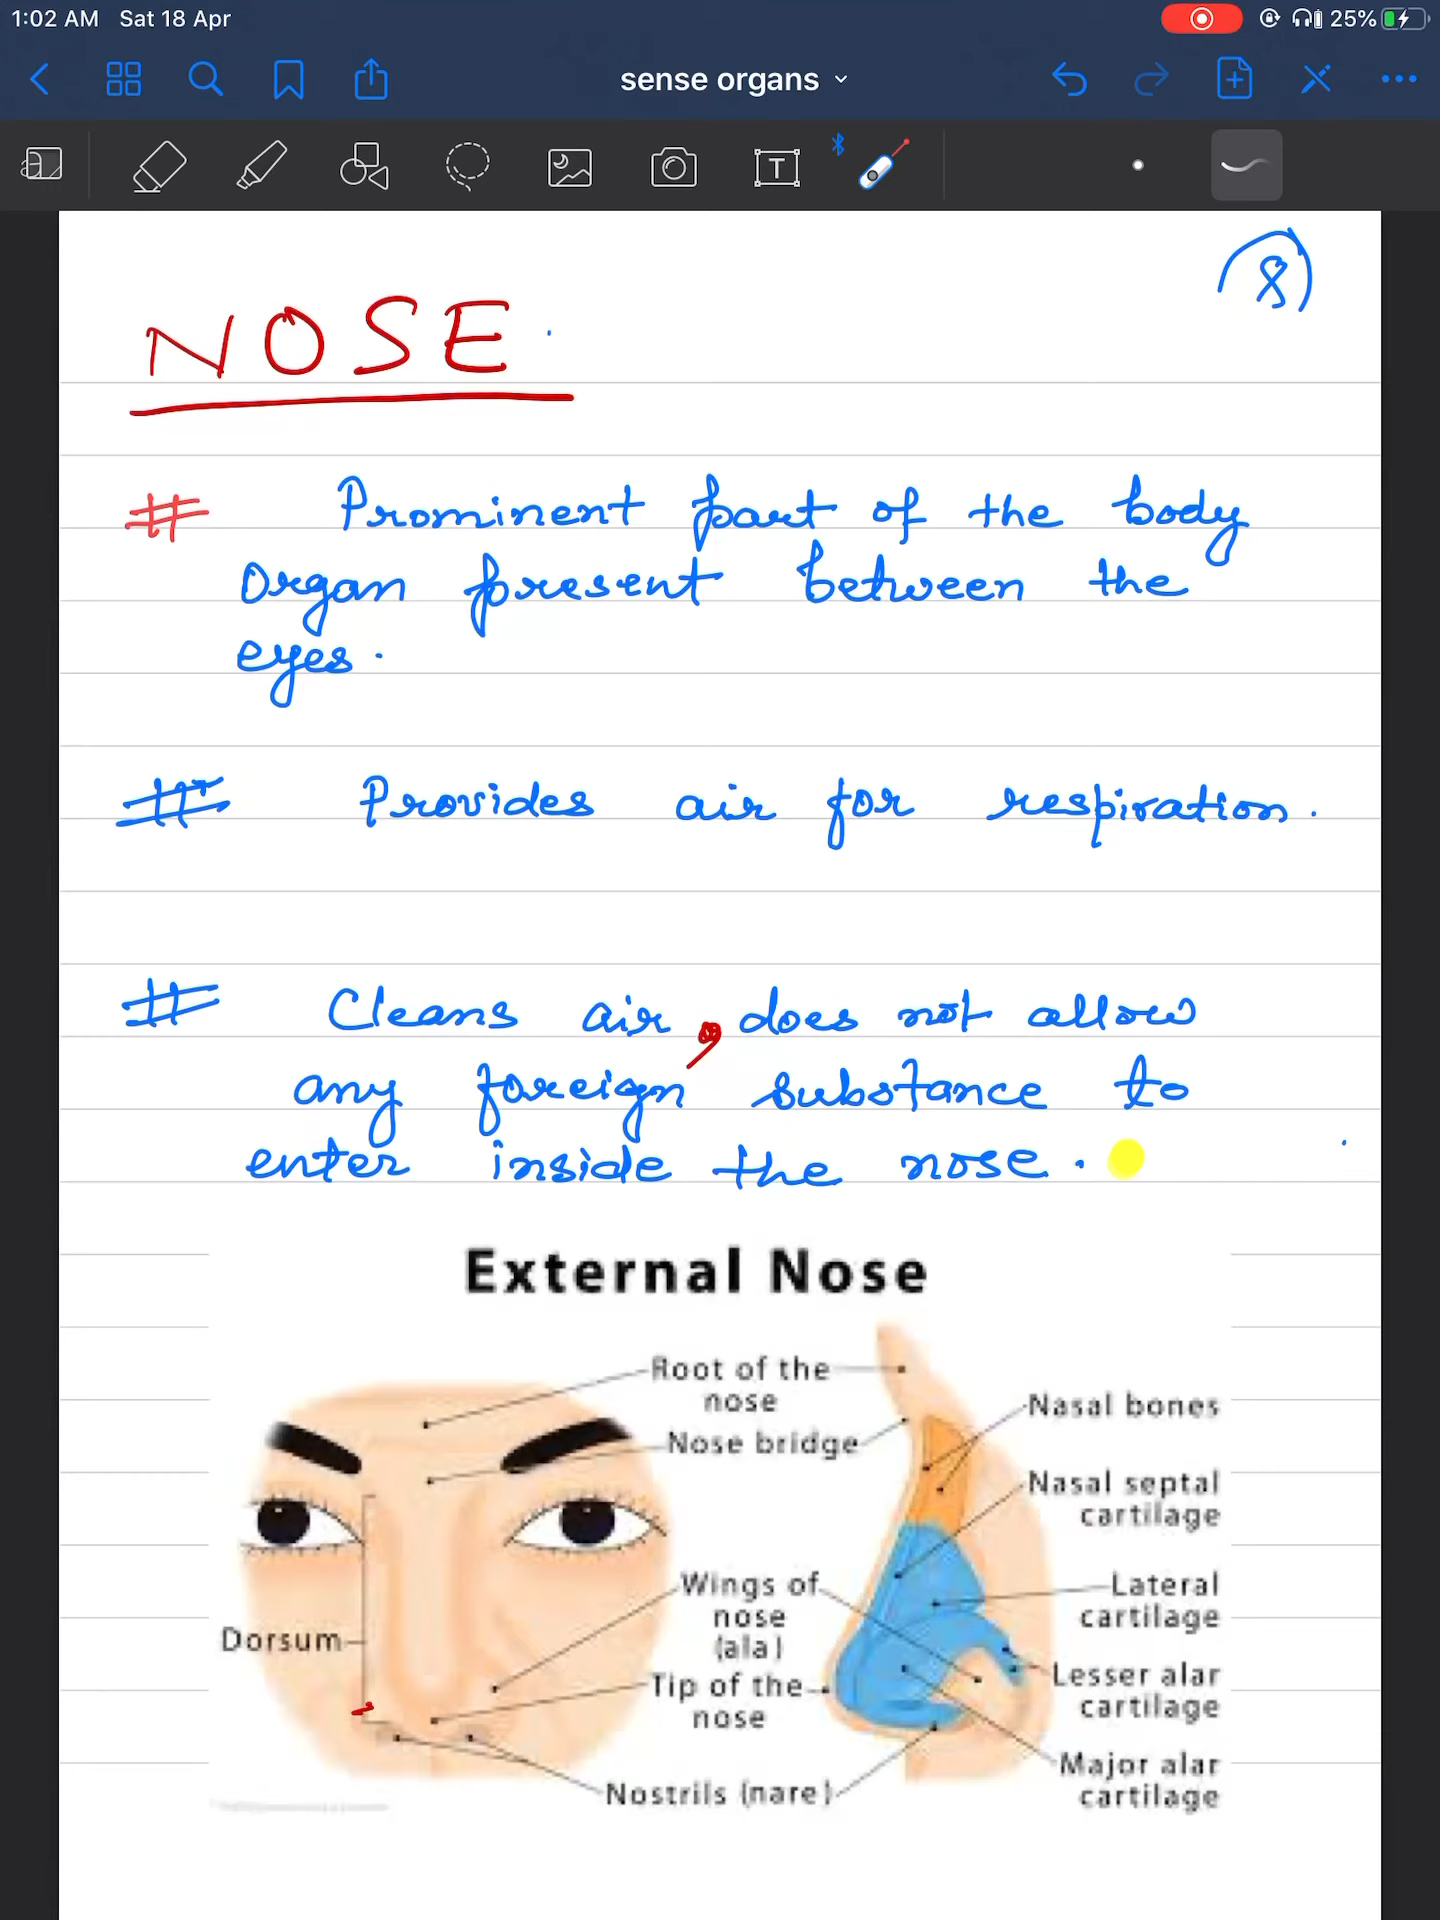 1:02 AM Sat 18 Apr
25%
sense organs
T
8
NOSE
# Prominent part of the body
organ present between the
eyes.
# Provides air for respiration.
# Cleans air, does not allow
any foreign substance to
enter inside the nose.
External Nose
Root of the
nose
Nose bridge
Wings of
nose
(ala)
Tip of the
nose
Nostrils (nare)
Dorsum
Nasal bones
Nasal septal
cartilage
Lateral
cartilage
Lesser alar
cartilage
Major alar
cartilage